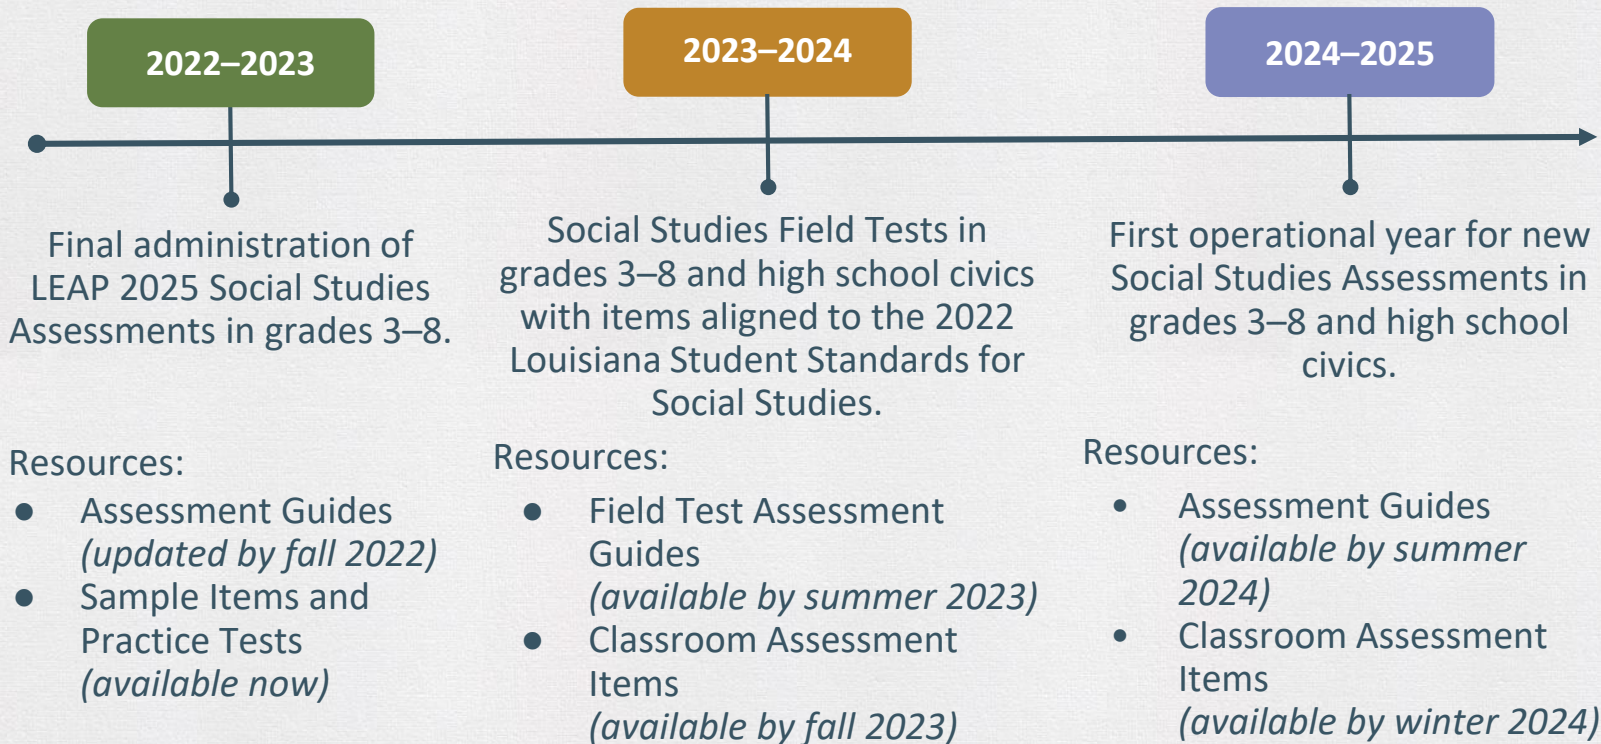 2022–2023
Final administration of
LEAP 2025 Social Studies
Assessments in grades 3–8.
Resources:
● Assessment Guides
(updated by fall 2022)
● Sample Items and
Practice Tests
(available now)
2023–2024
Social Studies Field Tests in
grades 3–8 and high school civics
with items aligned to the 2022
Louisiana Student Standards for
Social Studies.
Resources:
● Field Test Assessment
Guides
(available by summer 2023)
● Classroom Assessment
Items
(available by fall 2023)
2024–2025
First operational year for new
Social Studies Assessments in
grades 3–8 and high school
civics.
Resources:
• Assessment Guides
(available by summer
2024)
• Classroom Assessment
Items
(available by winter 2024)